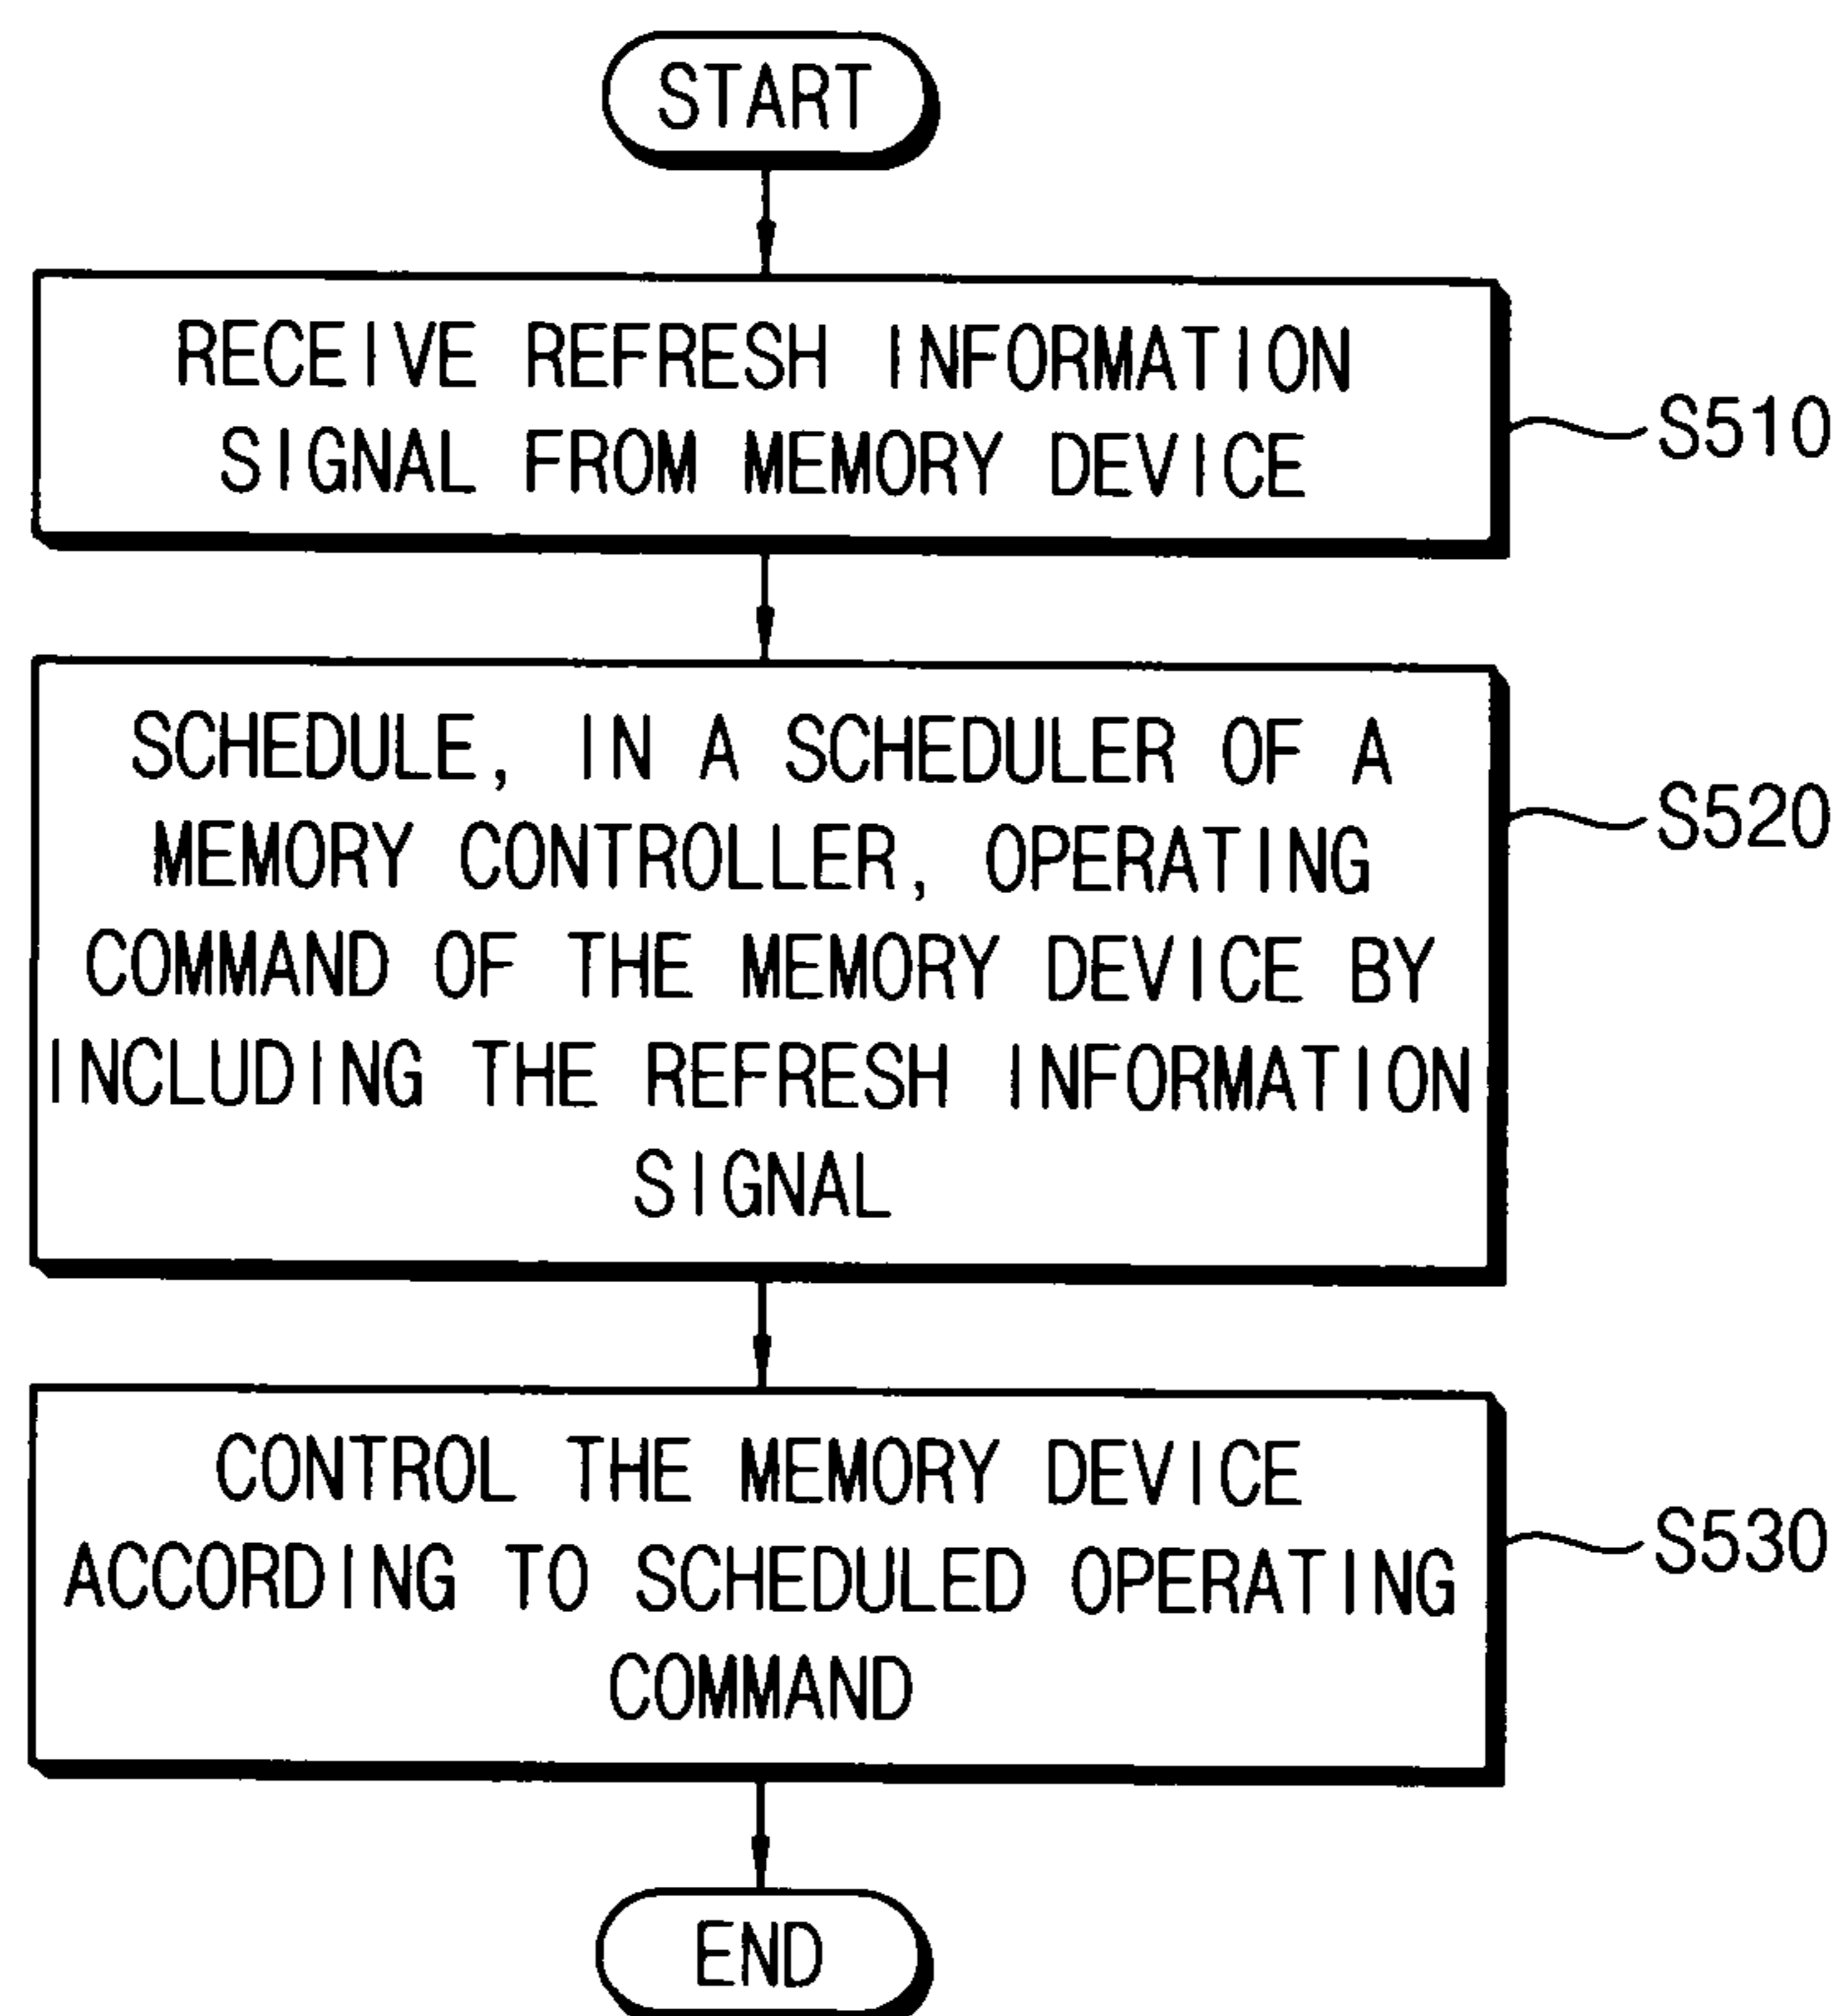 START
RECEIVE REFRESH INFORMATION
SIGNAL FROM MEMORY DEVICE
S510
SCHEDULE, IN A SCHEDULER OF A
MEMORY CONTROLLER, OPERATING
COMMAND OF THE MEMORY DEVICE BY
INCLUDING THE REFRESH INFORMATION
SIGNAL
S520
CONTROL THE MEMORY DEVICE
ACCORDING TO SCHEDULED OPERATING
COMMAND
S530
END